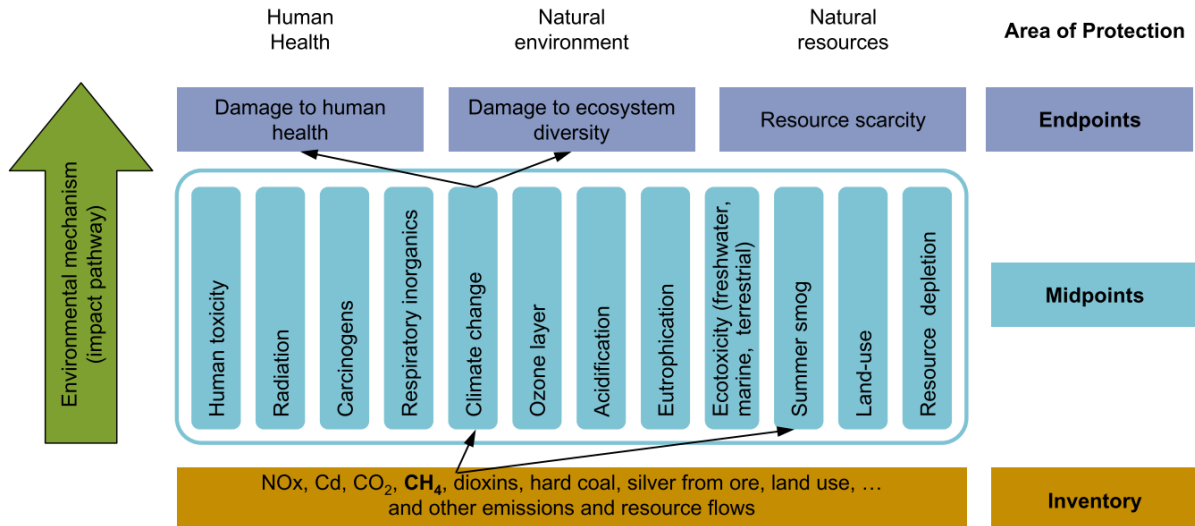 Human
Health
Natural
environment
Natural
resources
Area of Protection
Damage to human
health
Damage to ecosystem
diversity
Resource scarcity
Endpoints
Environmental mechanism
(impact pathway)
Human toxicity
Radiation
Carcinogens
Respiratory inorganics
Climate change
Ozone layer
Acidification
Eutrophication
Ecotoxicity (freshwater,
marine, terrestrial)
Summer smog
Land-use
Resource depletion
Midpoints
NOx, Cd, CO₂, CH₄, dioxins, hard coal, silver from ore, land use, …
and other emissions and resource flows
Inventory